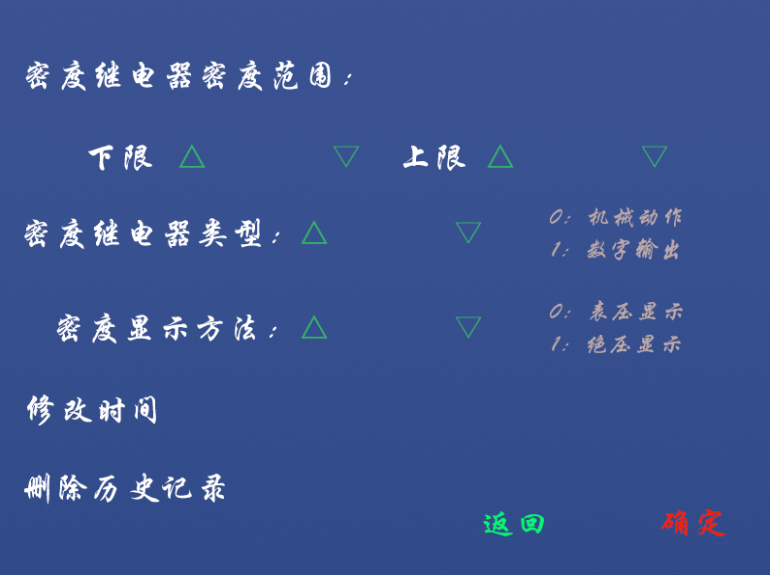 密度继电器密度范围：
下限 △ ▽ 上限 △ ▽
密度继电器类型：△ ▽
0：机械动作
1：数字输出
密度显示方法：△ ▽
0：表压显示
1：绝压显示
修改时间
删除历史记录
返回 确定